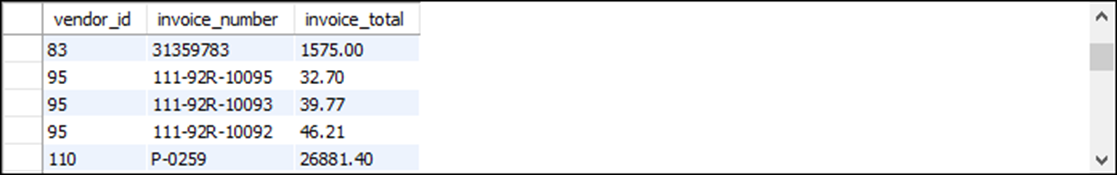 vendor_id invoice_number invoice_total
83 31359783 1575.00
95 111-92R-10095 32.70
95 111-92R-10093 39.77
95 111-92R-10092 46.21
110 P-0259 26881.40